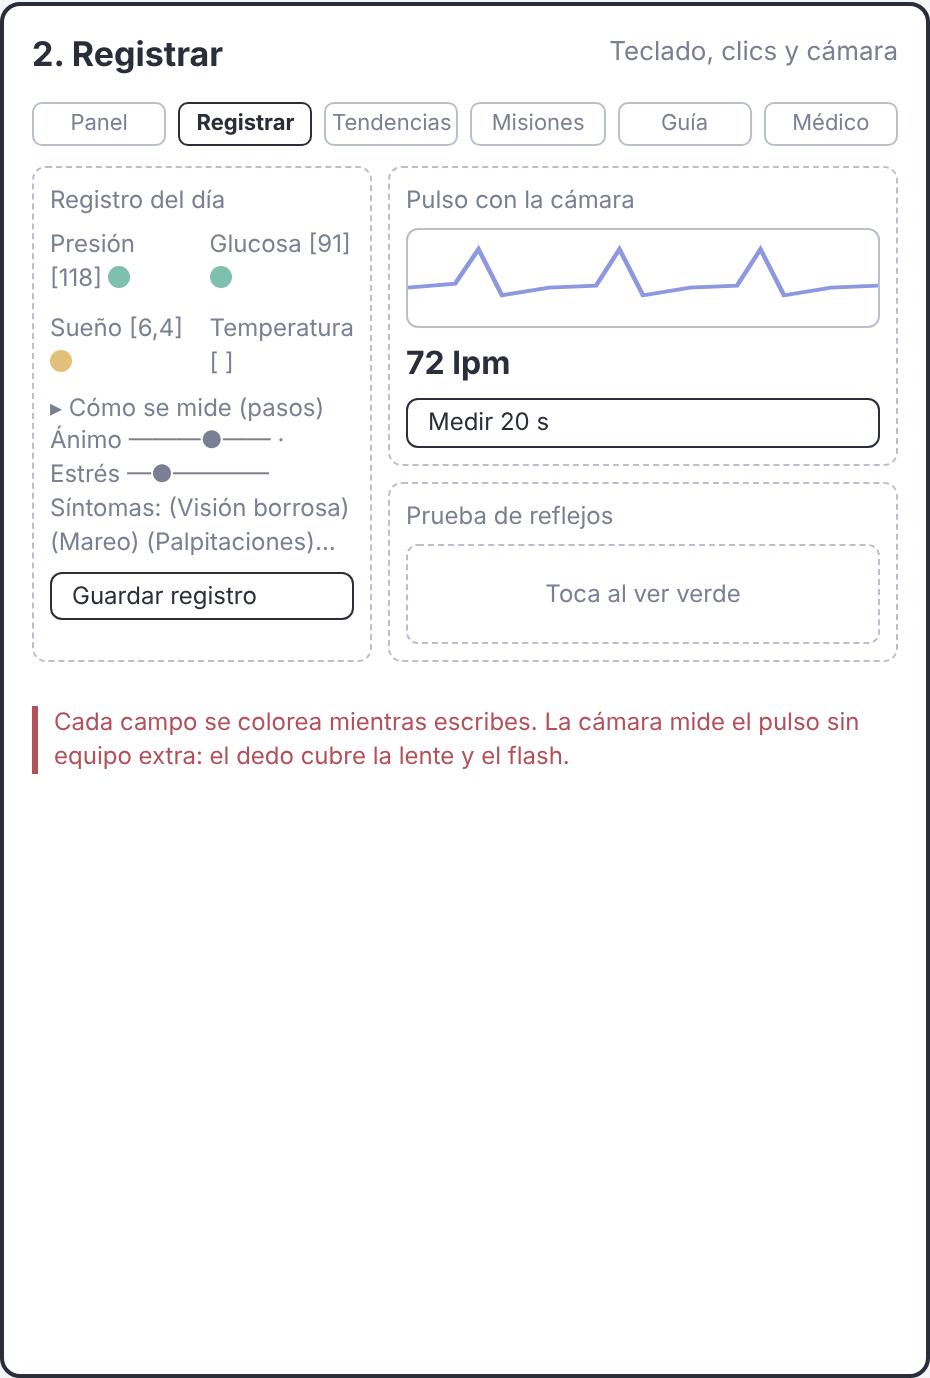 2. Registrar
Teclado, clics y cámara
Panel
Registrar
Tendencias
Misiones
Guía
Médico
Registro del día
Presión
[118]
Glucosa [91]
Sueño [6,4]
Temperatura
[ ]
▸ Cómo se mide (pasos)
Ánimo
Estrés
Síntomas: (Visión borrosa)
(Mareo) (Palpitaciones)...
Guardar registro
Pulso con la cámara
72 lpm
Medir 20 s
Prueba de reflejos
Toca al ver verde
Cada campo se colorea mientras escribes. La cámara mide el pulso sin
equipo extra: el dedo cubre la lente y el flash.